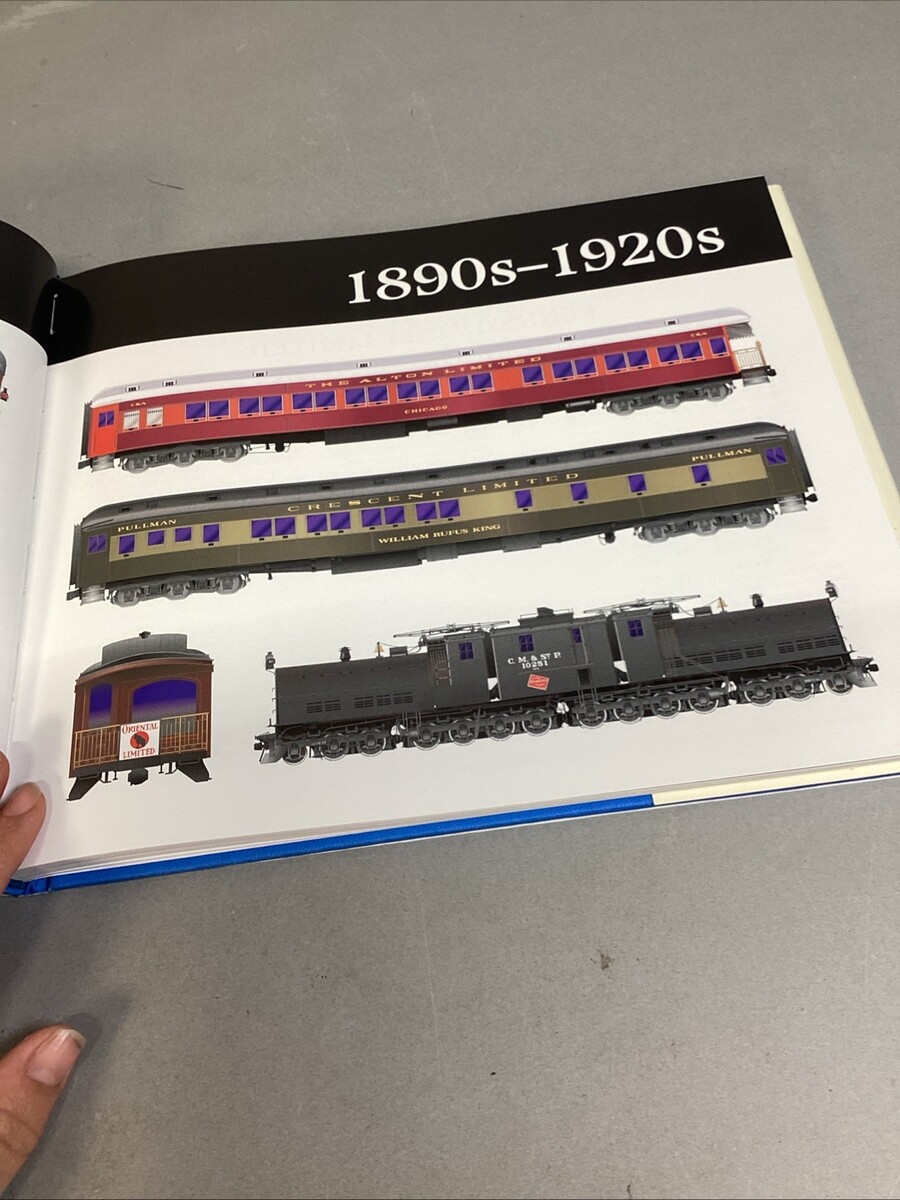 1890s–1920s
C&A
THE ALTON LIMITED
C&A
CHICAGO
PULLMAN
CRESCENT LIMITED
PULLMAN
WILLIAM RUFUS KING
C. M. & ST. P.
10251
ORIENTAL
LIMITED